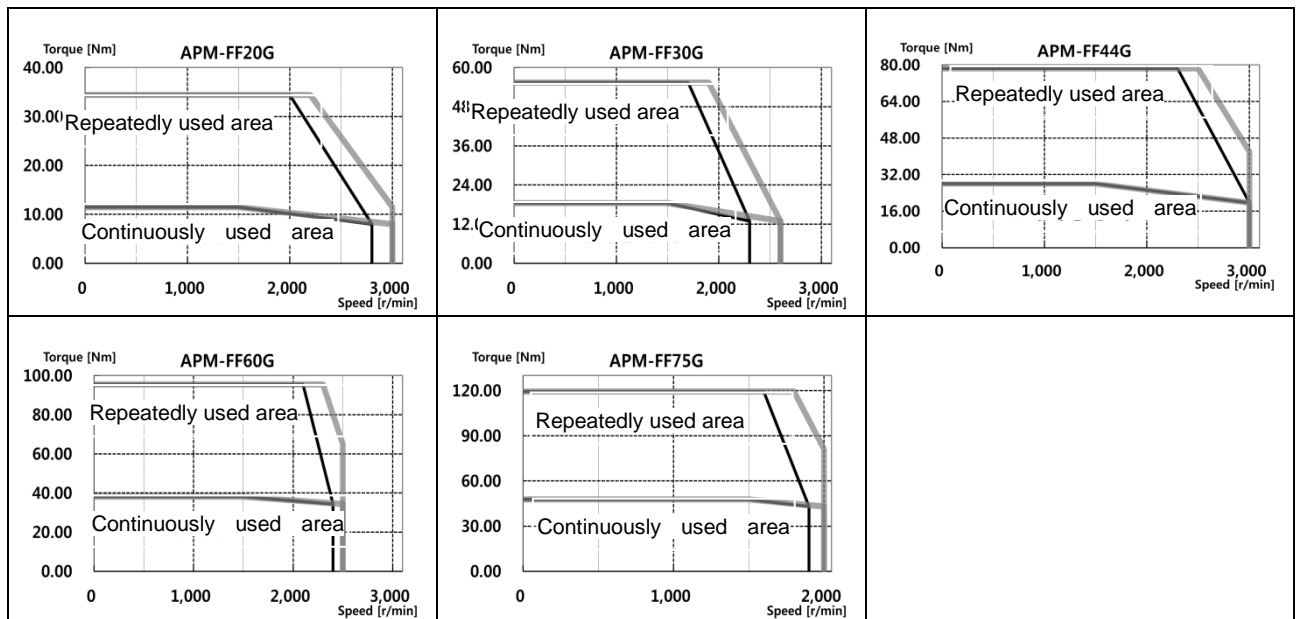 Torque [Nm]
APM-FF20G
40.00
30.00
Repeatedly used area
20.00
10.00
Continuously used area
0.00
0 1,000 2,000 3,000
Speed [r/min]
Torque [Nm]
APM-FF30G
60.00
48
Repeatedly used area
36.00
24.00
12.0
Continuously used area
0.00
0 1,000 2,000 3,000
Speed [r/min]
Torque [Nm]
APM-FF44G
80.00
Repeatedly used area
64.00
48.00
32.00
Continuously used area
16.00
0.00
0 1,000 2,000 3,000
Speed [r/min]
Torque [Nm]
APM-FF60G
100.00
Repeatedly used area
80.00
60.00
40.00
Continuously used area
20.00
0.00
0 1,000 2,000 3,000
Speed [r/min]
Torque [Nm]
APM-FF75G
120.00
Repeatedly used area
90.00
60.00
Continuously used area
30.00
0.00
0 1,000 2,000
Speed [r/min]